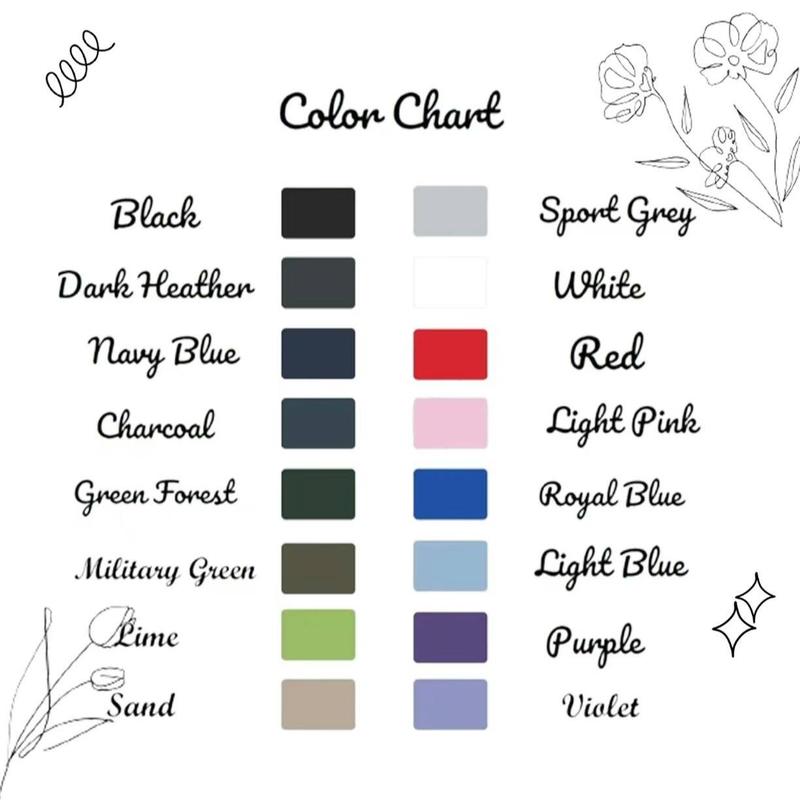 Color Chart
Black
Sport Grey
Dark Heather
White
Navy Blue
Red
Charcoal
Light Pink
Green Forest
Royal Blue
Military Green
Light Blue
Lime
Purple
Sand
Violet